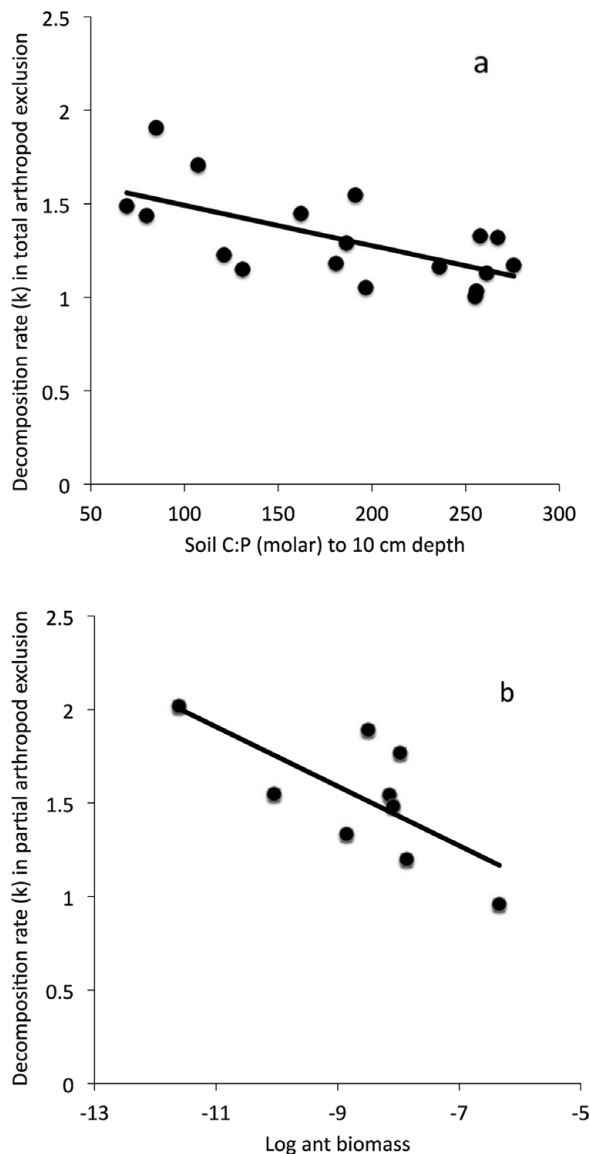 2.5
a
2
1.5
1
0.5
0
50 100 150 200 250 300
Soil C:P (molar) to 10 cm depth
Decomposition rate (k) in total arthropod exclusion
2.5
b
2
1.5
1
0.5
0
-13 -11 -9 -7 -5
Log ant biomass
Decomposition rate (k) in partial arthropod exclusion